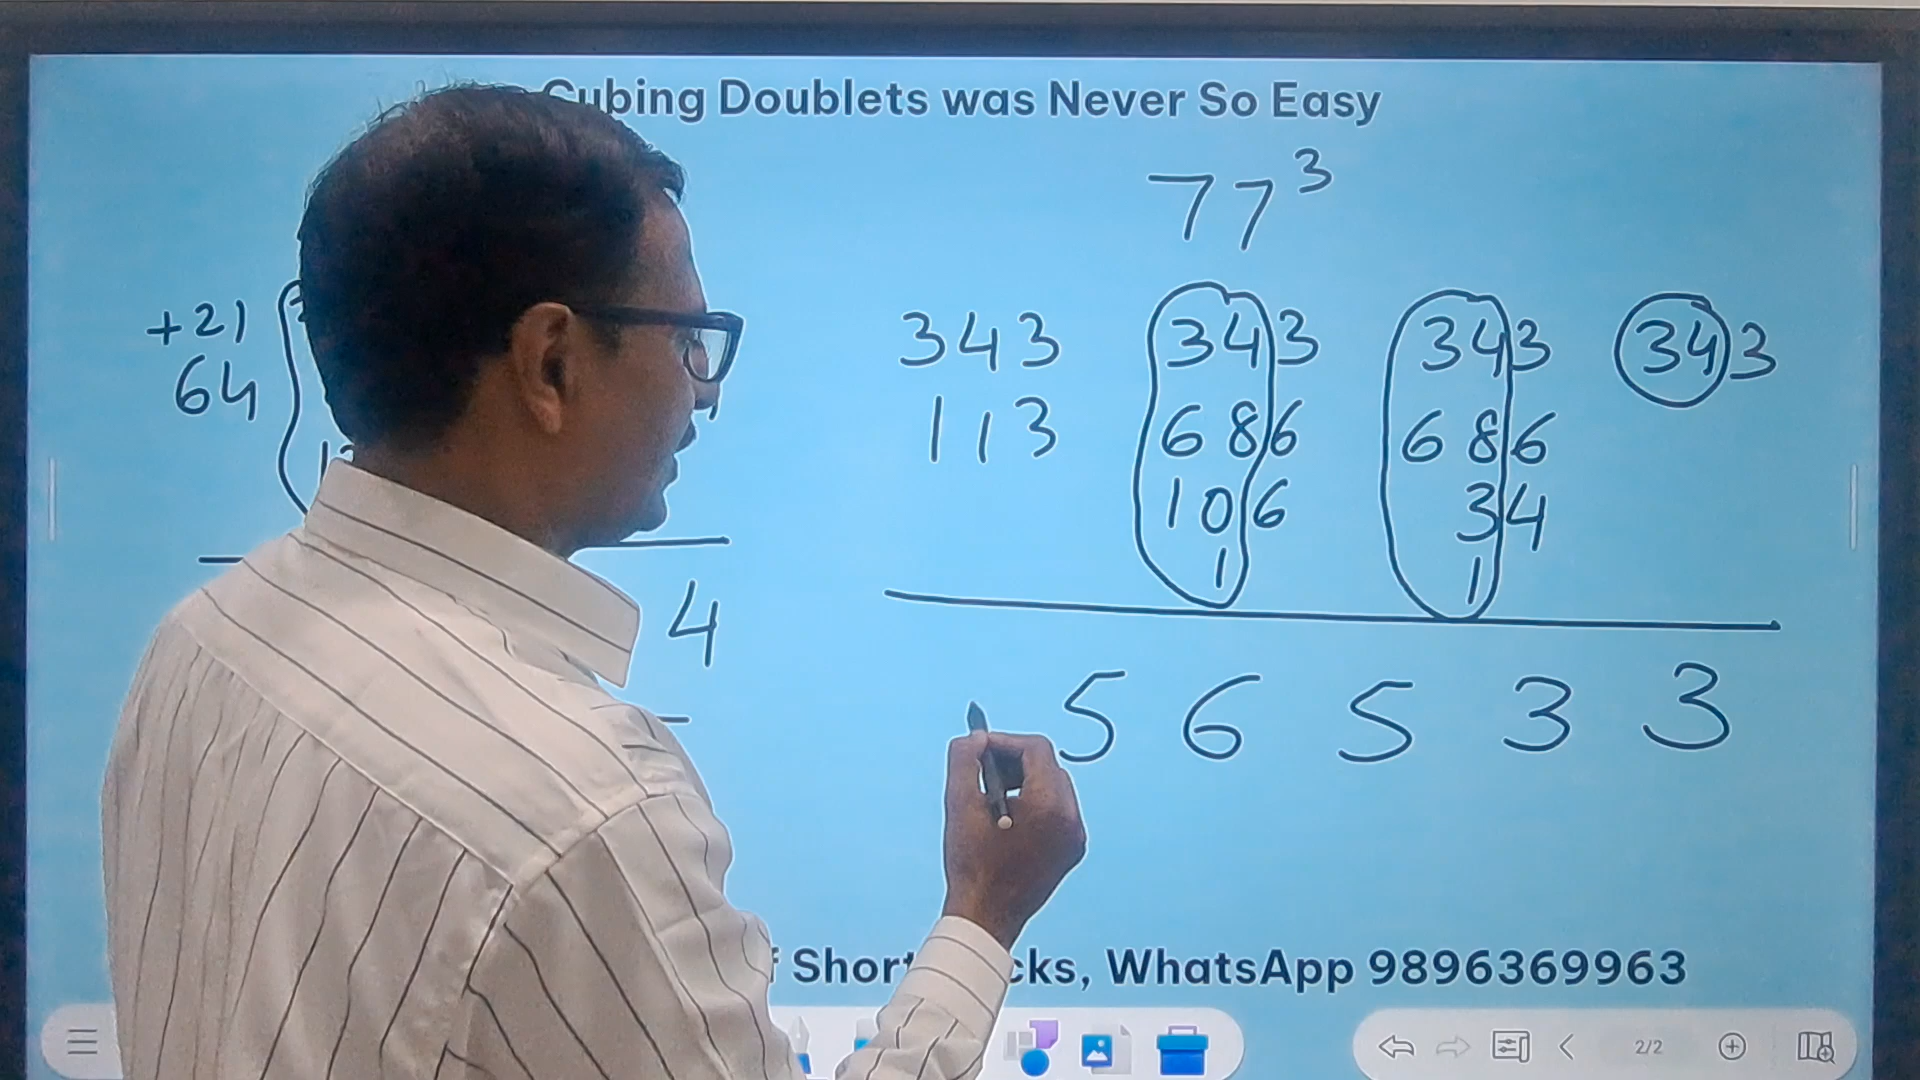 Cubing Doublets was Never So Easy
77³
+21
64
343 343 343 343
113 686 686
106 34
1 1
4
5 6 5 3 3
f Short cks, WhatsApp 9896369963
2/2